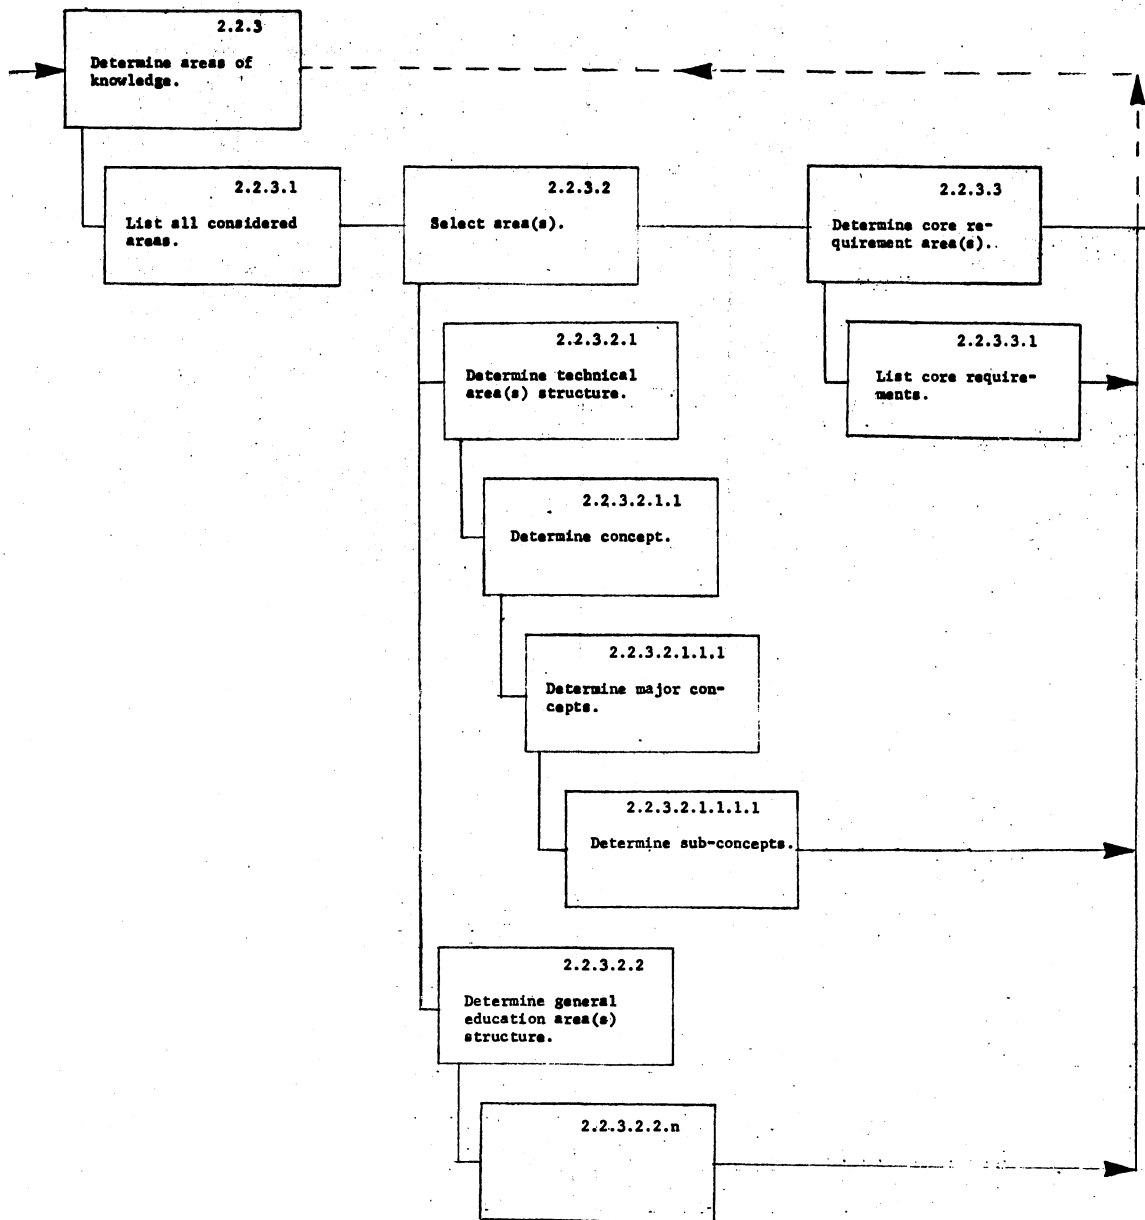 2.2.3
Determine areas of
knowledge.
2.2.3.1
List all considered
areas.
2.2.3.2
Select area(s).
2.2.3.3
Determine core re-
quirement area(s).
2.2.3.2.1
Determine technical
area(s) structure.
2.2.3.3.1
List core require-
ments.
2.2.3.2.1.1
Determine concept.
2.2.3.2.1.1.1
Determine major con-
cepts.
2.2.3.2.1.1.1.1
Determine sub-concepts.
2.2.3.2.2
Determine general
education area(s)
structure.
2.2.3.2.2.n